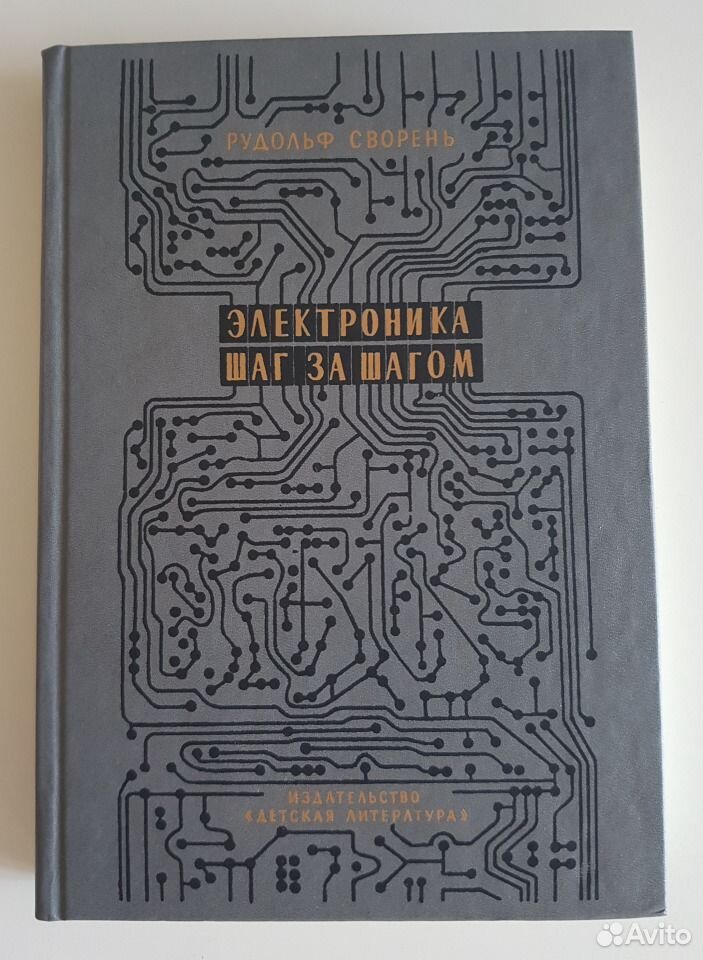 РУДОЛЬФ СВОРЕНЬ
ЭЛЕКТРОНИКА
ШАГ ЗА ШАГОМ
ИЗДАТЕЛЬСТВО
«ДЕТСКАЯ ЛИТЕРАТУРА»
Avito